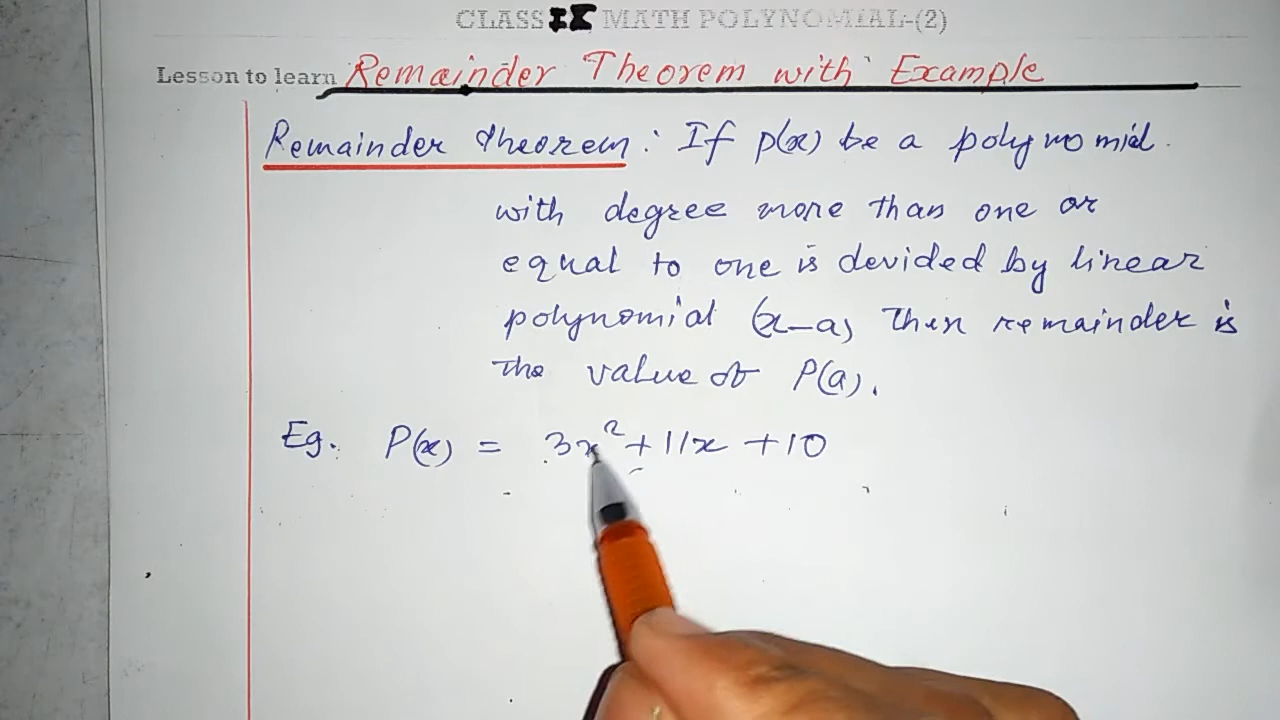 CLASS IX MATH POLYNOMIAL-(2)
Lesson to learn Remainder Theorem with Example
Remainder theorem: If p(x) be a polynomial
with degree more than one or
equal to one is devided by linear
polynomial (x-a) then remainder is
the value of P(a).
Eg. P(x) = 3x²+11x+10